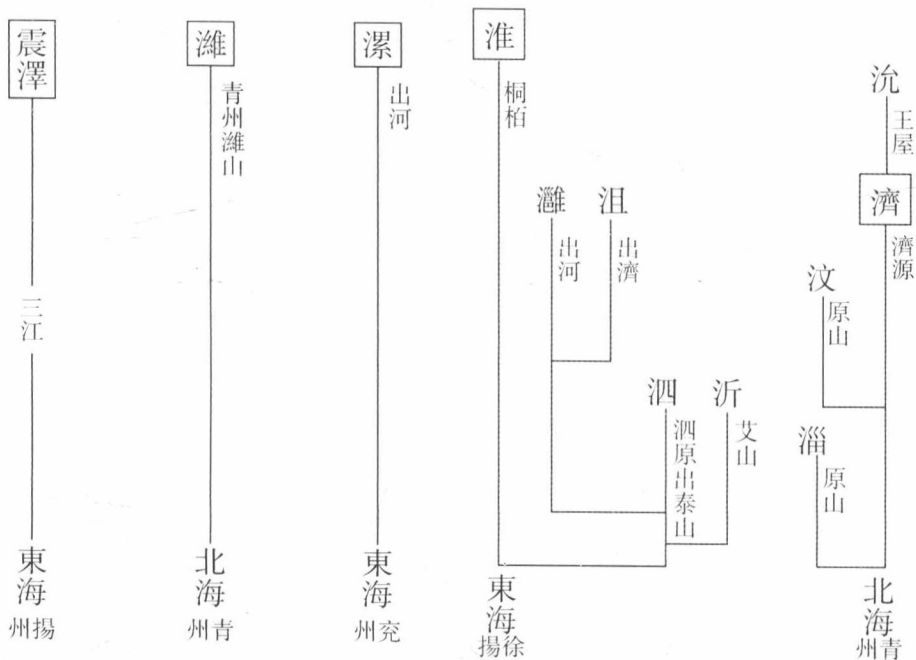 沇
王屋
濟
濟源
汶
原山
淄
原山
北海
青州
淮
桐柏
灉
出河
沮
出濟
泗
泗原出泰山
沂
艾山
東海
徐揚
漯
出河
東海
兖州
濰
青州濰山
北海
青州
震澤
三江
東海
揚州